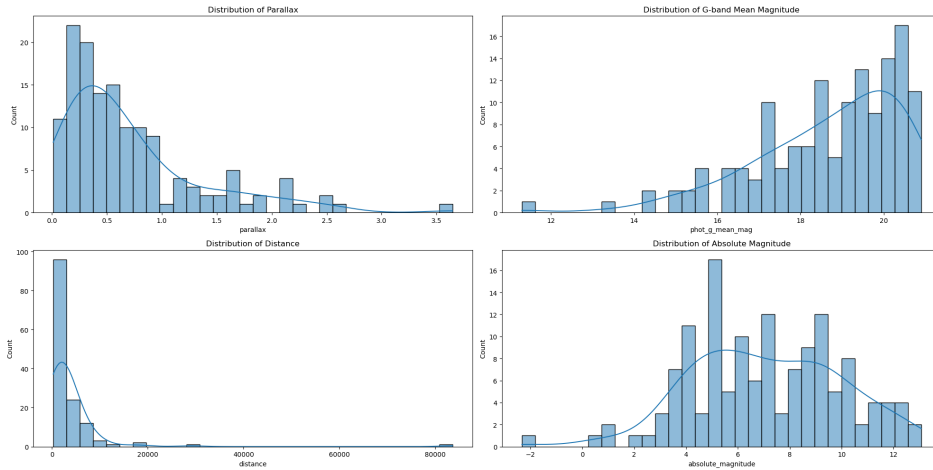 Distribution of Parallax
Count
20
15
10
5
0
0.0 0.5 1.0 1.5 2.0 2.5 3.0 3.5
parallax
Distribution of G-band Mean Magnitude
Count
16
14
12
10
8
6
4
2
0
12 14 16 18 20
phot_g_mean_mag
Distribution of Distance
Count
100
80
60
40
20
0
0 20000 40000 60000 80000
distance
Distribution of Absolute Magnitude
Count
16
14
12
10
8
6
4
2
0
−2 0 2 4 6 8 10 12
absolute_magnitude